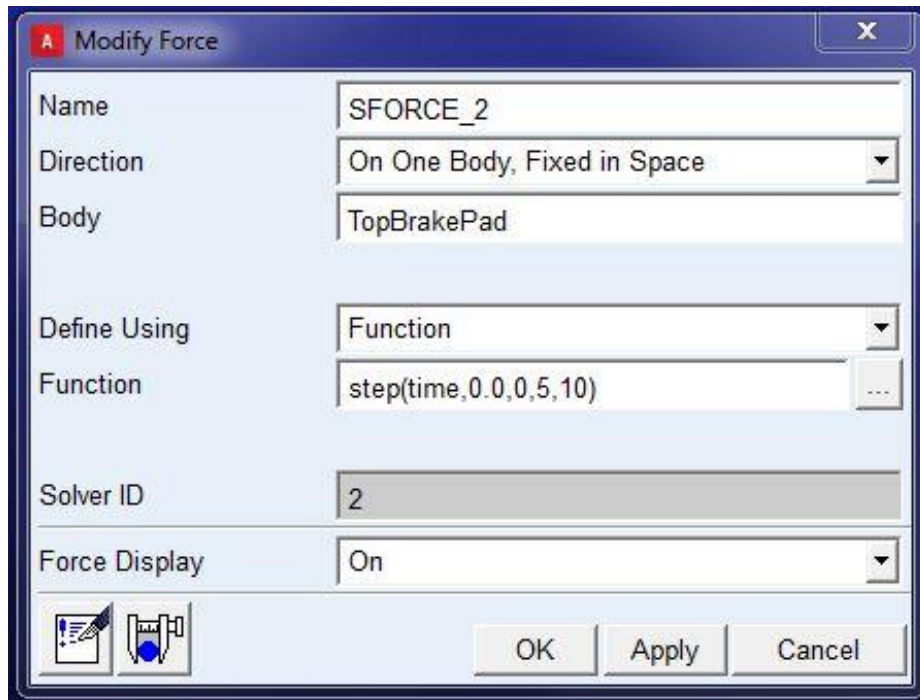 A Modify Force X
Name SFORCE_2
Direction On One Body, Fixed in Space
Body TopBrakePad
Define Using Function
Function step(time,0.0,0,5,10) ...
Solver ID 2
Force Display On
OK Apply Cancel